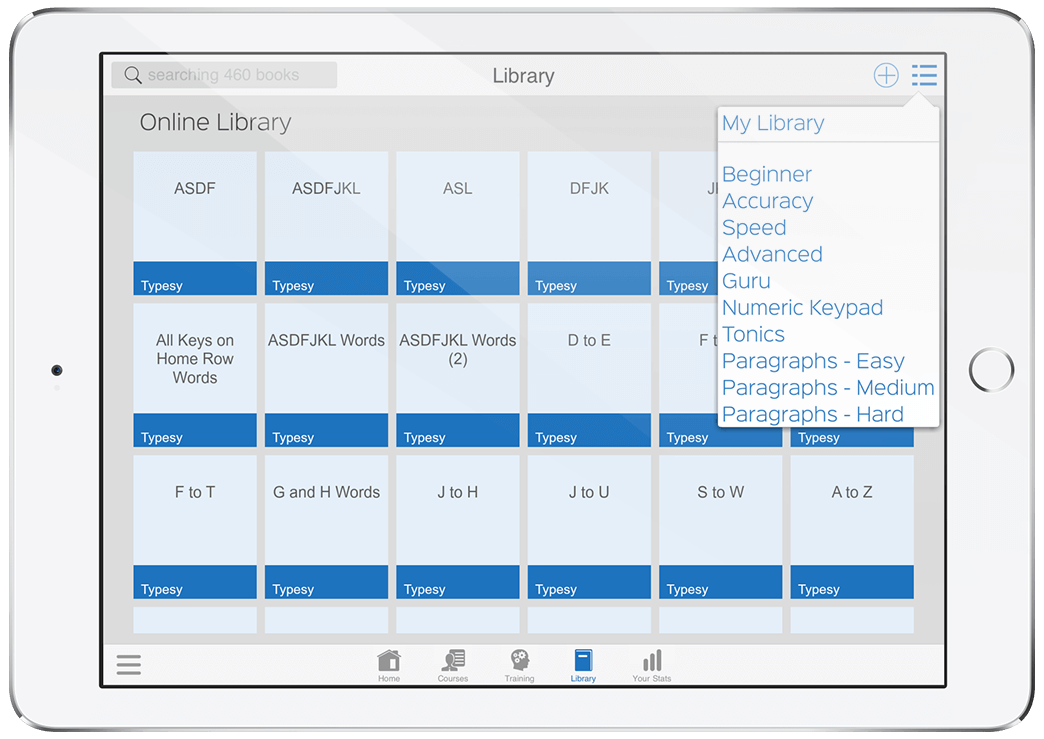 searching 460 books
Library
My Library
Beginner
Accuracy
Speed
Advanced
Guru
Numeric Keypad
Tonics
Paragraphs - Easy
Paragraphs - Medium
Paragraphs - Hard
Online Library
ASDF
ASDFJKL
ASL
DFJK
Typesy
Typesy
Typesy
Typesy
Typesy
All Keys on
Home Row
Words
ASDFJKL Words
ASDFJKL Words
(2)
D to E
Typesy
Typesy
Typesy
Typesy
Typesy
Typesy
F to T
G and H Words
J to H
J to U
S to W
A to Z
Typesy
Typesy
Typesy
Typesy
Typesy
Typesy
Home
Courses
Training
Library
Your Stats